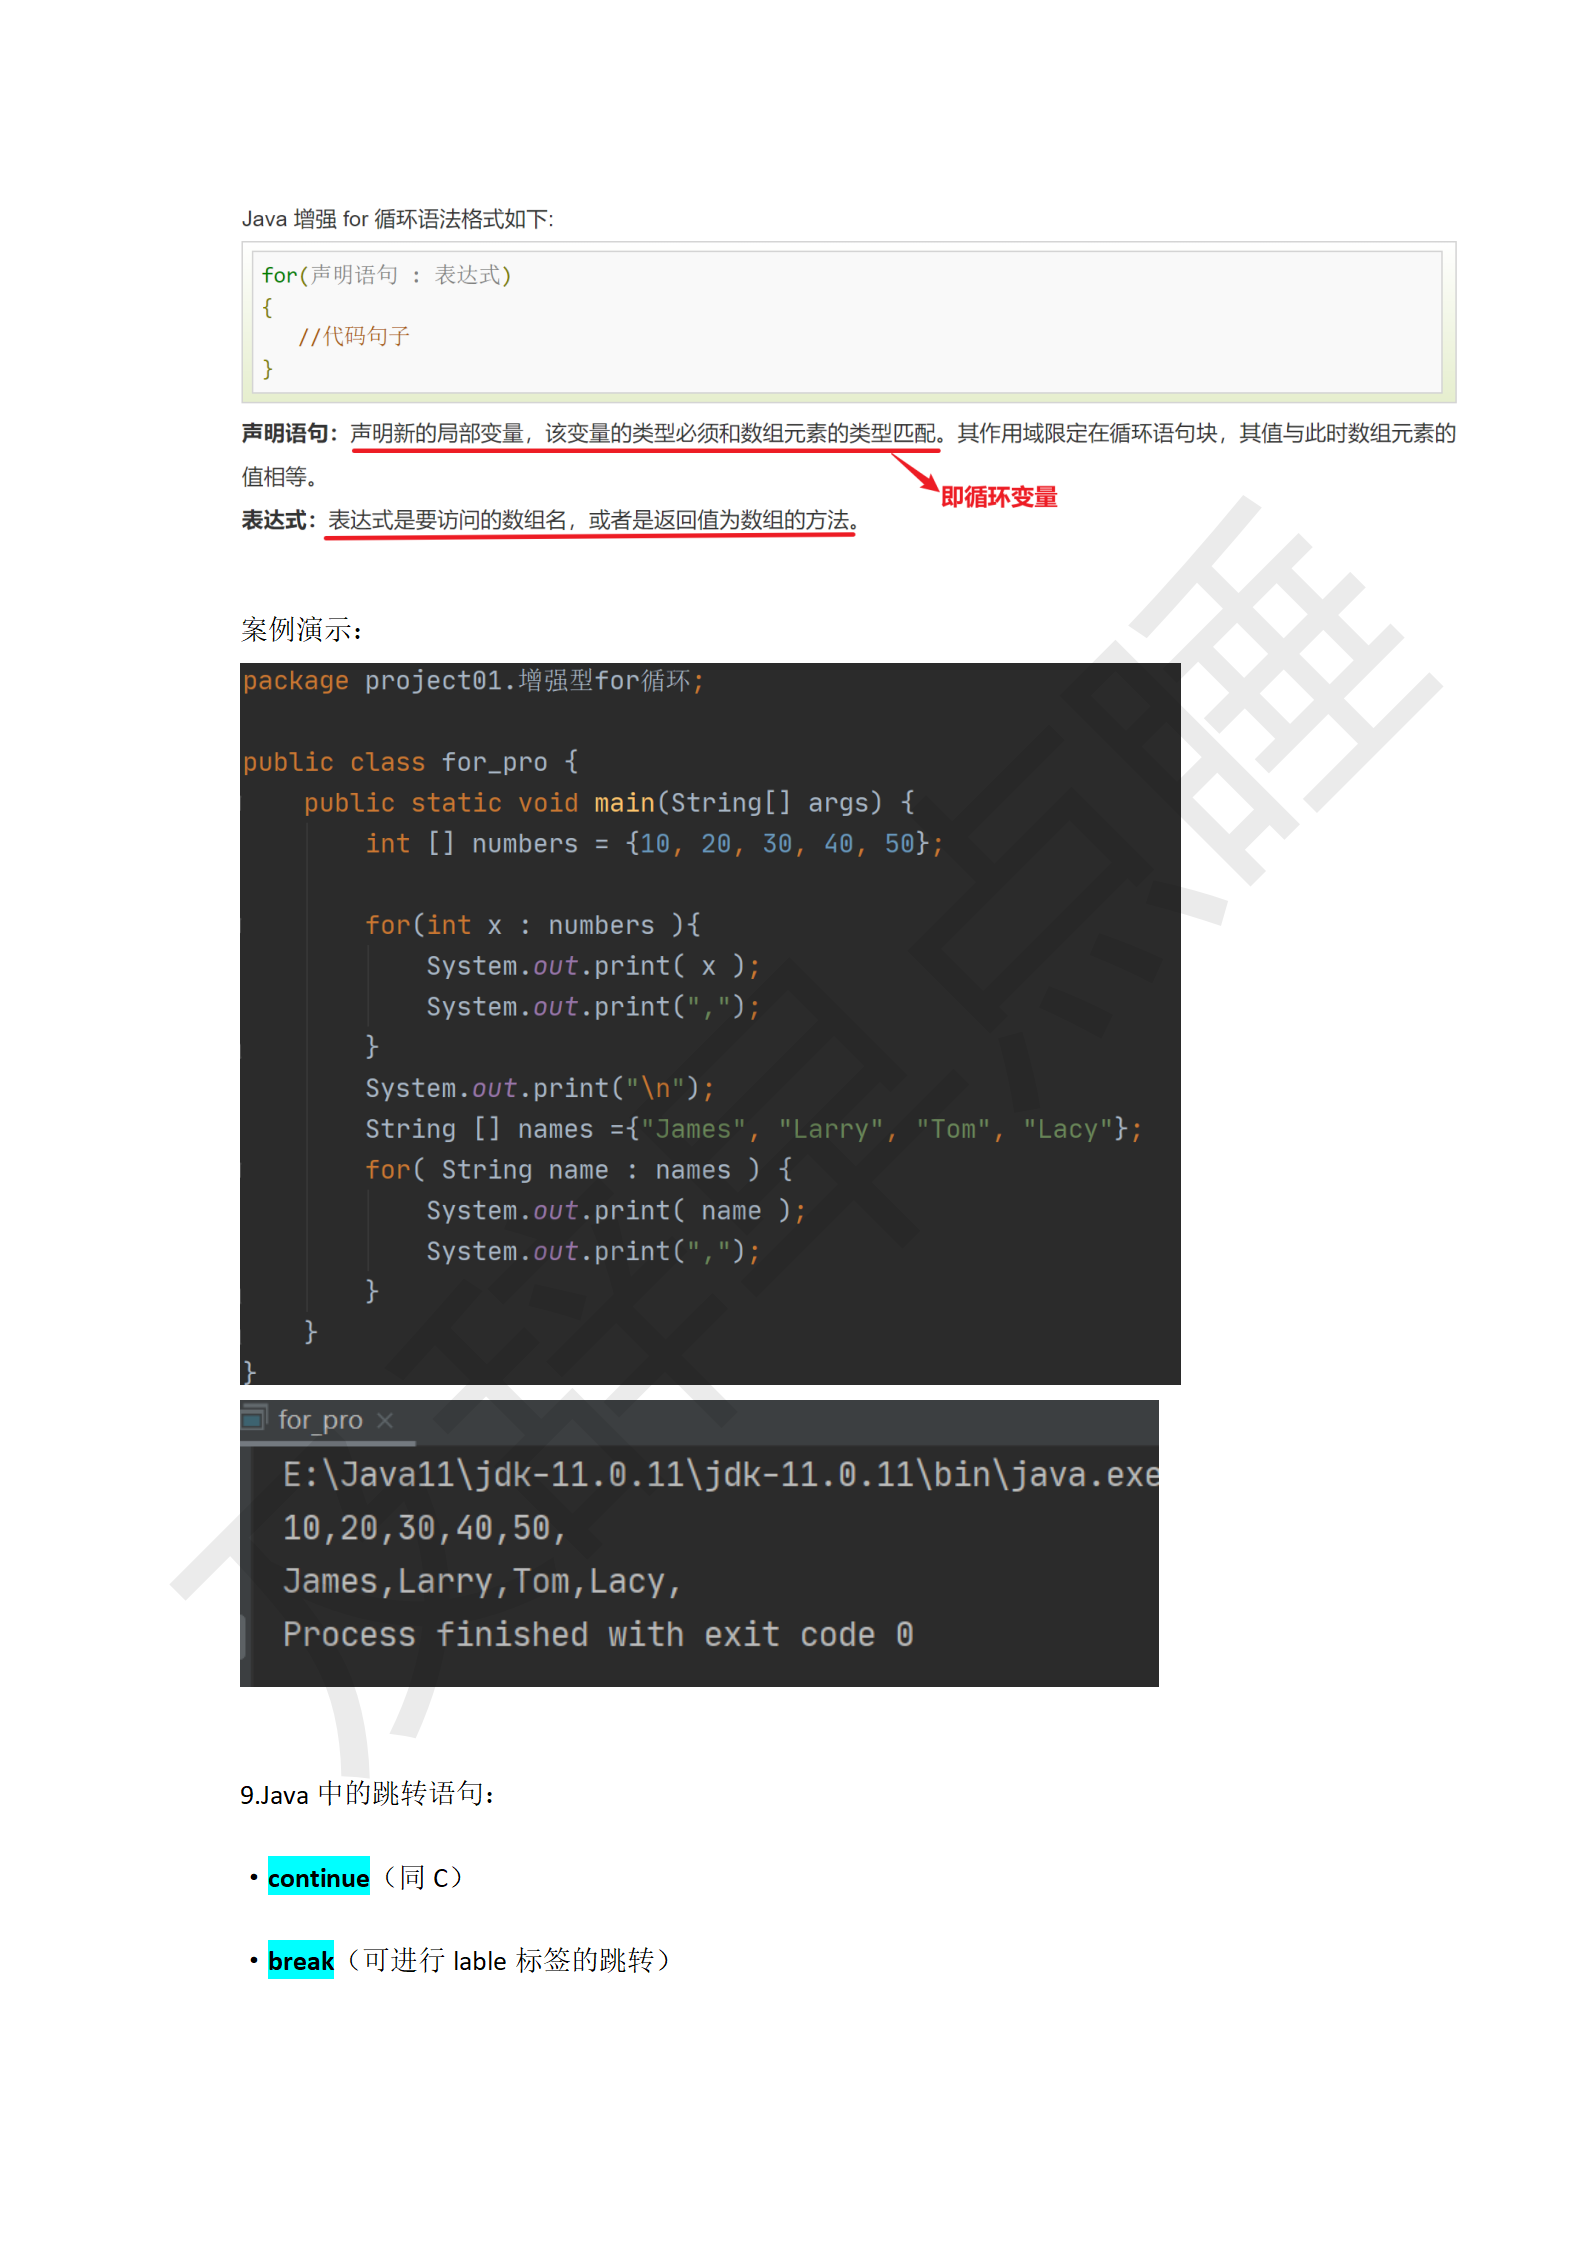 Java 增强 for 循环语法格式如下:
for(声明语句 : 表达式)
{
//代码句子
}
声明语句：声明新的局部变量，该变量的类型必须和数组元素的类型匹配。其作用域限定在循环语句块，其值与此时数组元素的
值相等。
即循环变量
表达式：表达式是要访问的数组名，或者是返回值为数组的方法。
案例演示：
package project01.增强型for循环;
public class for_pro {
public static void main(String[] args) {
int [] numbers = {10, 20, 30, 40, 50};
for(int x : numbers ){
System.out.print( x );
System.out.print(",");
}
System.out.print("\n");
String [] names ={"James", "Larry", "Tom", "Lacy"};
for( String name : names ) {
System.out.print( name );
System.out.print(",");
}
}
}
for_pro ×
E:\Java11\jdk-11.0.11\jdk-11.0.11\bin\java.exe
10,20,30,40,50,
James,Larry,Tom,Lacy,
Process finished with exit code 0
9.Java 中的跳转语句：
·continue（同 C）
·break（可进行 lable 标签的跳转）